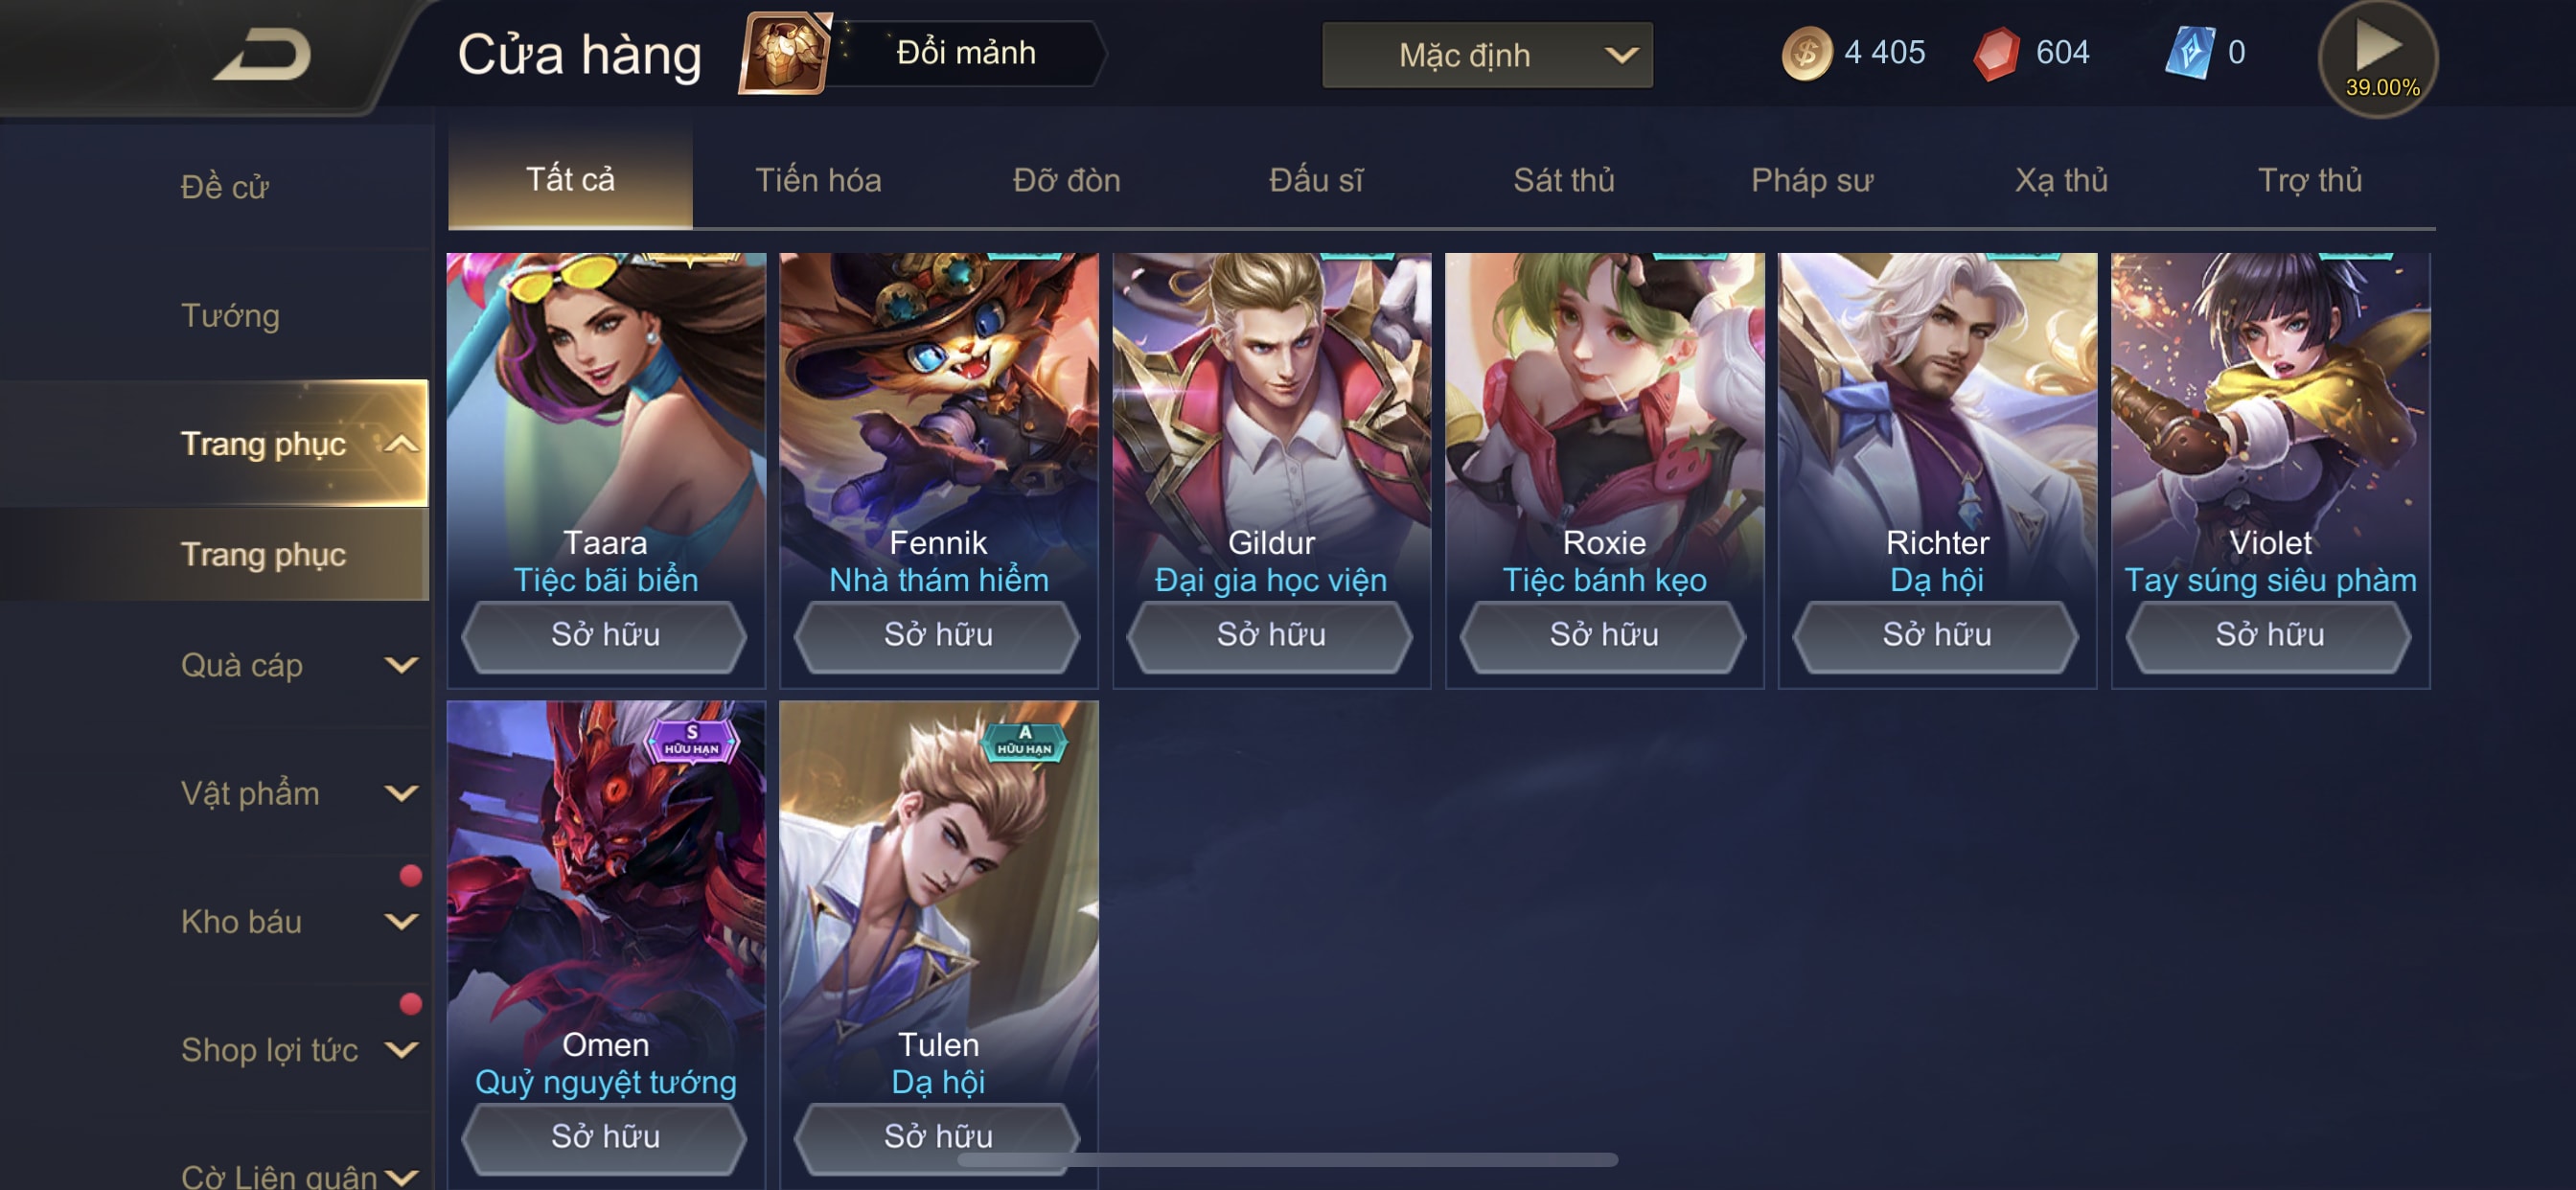 Cửa hàng
Đổi mảnh
Mặc định
4 405
604
0
39.00%
Đề cử
Tướng
Trang phục
Trang phục
Quà cáp
Vật phẩm
Kho báu
Shop lợi tức
Cờ Liên quân
Tất cả
Tiến hóa
Đỡ đòn
Đấu sĩ
Sát thủ
Pháp sư
Xạ thủ
Trợ thủ
Taara
Tiệc bãi biển
Sở hữu
Fennik
Nhà thám hiểm
Sở hữu
Gildur
Đại gia học viện
Sở hữu
Roxie
Tiệc bánh kẹo
Sở hữu
Richter
Dạ hội
Sở hữu
Violet
Tay súng siêu phàm
Sở hữu
S
HỮU HẠN
Omen
Quỷ nguyệt tướng
Sở hữu
A
HỮU HẠN
Tulen
Dạ hội
Sở hữu